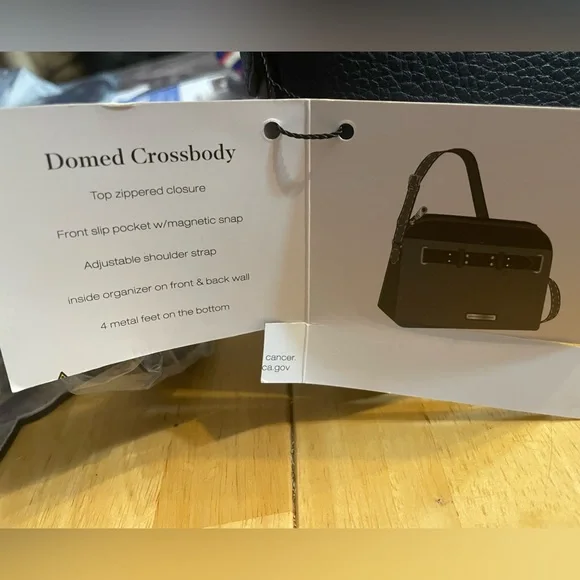 Domed Crossbody
Top zippered closure
Front slip pocket w/magnetic snap
Adjustable shoulder strap
inside organizer on front & back wall
4 metal feet on the bottom
cancer.
ca.gov